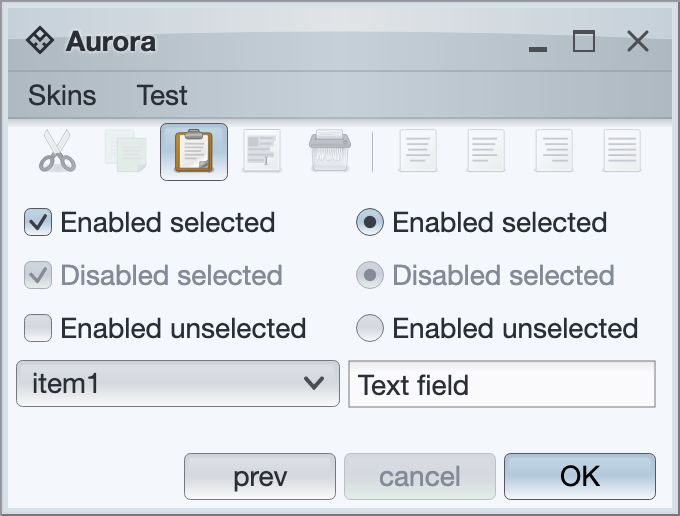 Aurora
Skins Test
Enabled selected Enabled selected
Disabled selected Disabled selected
Enabled unselected Enabled unselected
item1 Text field
prev cancel OK